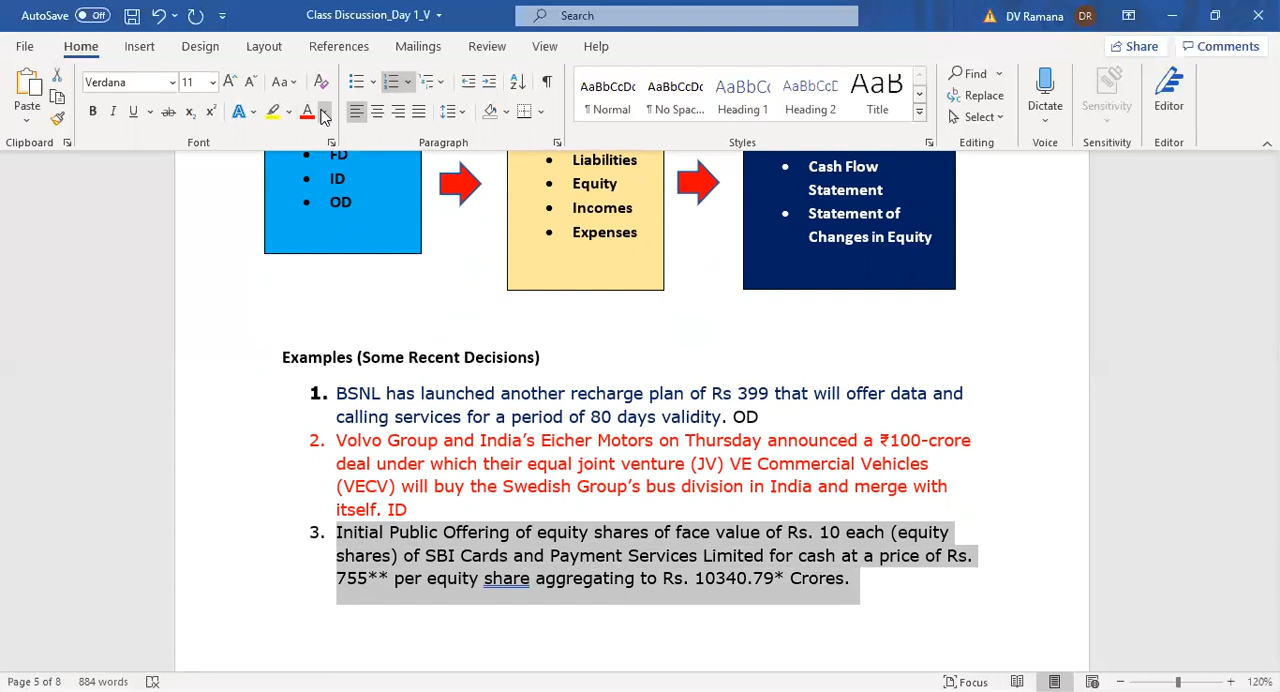 AutoSave Off Class Discussion_Day 1_V Search DV Ramana DR
File Home Insert Design Layout References Mailings Review View Help Share Comments
Paste Verdana 11 Aa AaBbCcDc AaBbCcDc AaBbCc AaBbCcD AaB Find Dictate Sensitivity Editor
B I U ab x2 x2 A A ¶ Normal ¶ No Spac... Heading 1 Heading 2 Title Replace
Select
Clipboard Font Paragraph Styles Editing Voice Sensitivity Editor
• FD
• ID
• OD
Liabilities
• Equity
• Incomes
• Expenses
• Cash Flow
Statement
• Statement of
Changes in Equity
Examples (Some Recent Decisions)
1. BSNL has launched another recharge plan of Rs 399 that will offer data and
calling services for a period of 80 days validity. OD
2. Volvo Group and India’s Eicher Motors on Thursday announced a ₹100-crore
deal under which their equal joint venture (JV) VE Commercial Vehicles
(VECV) will buy the Swedish Group’s bus division in India and merge with
itself. ID
3. Initial Public Offering of equity shares of face value of Rs. 10 each (equity
shares) of SBI Cards and Payment Services Limited for cash at a price of Rs.
755** per equity share aggregating to Rs. 10340.79* Crores.
Page 5 of 8 884 words Focus 120%